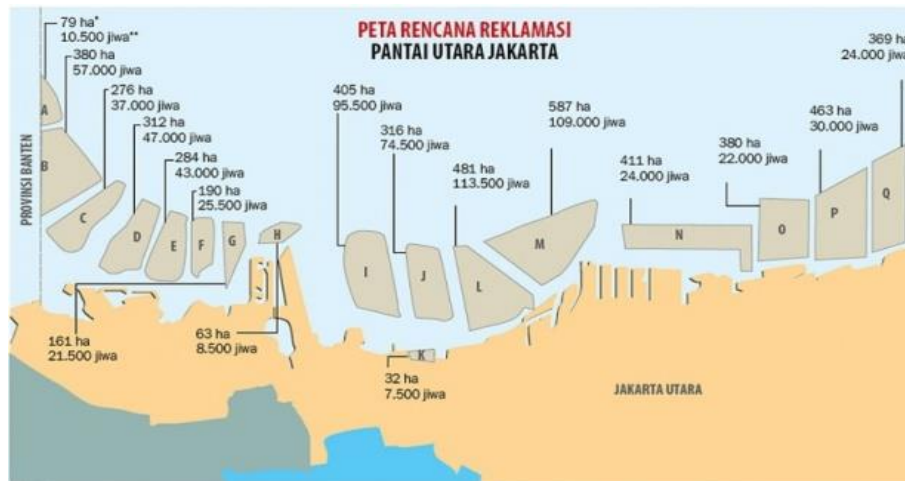 PETA RENCANA REKLAMASI
PANTAI UTARA JAKARTA
79 ha*
10.500 jiwa**
380 ha
57.000 jiwa
276 ha
37.000 jiwa
312 ha
47.000 jiwa
284 ha
43.000 jiwa
190 ha
25.500 jiwa
405 ha
95.500 jiwa
316 ha
74.500 jiwa
481 ha
113.500 jiwa
587 ha
109.000 jiwa
411 ha
24.000 jiwa
380 ha
22.000 jiwa
463 ha
30.000 jiwa
369 ha
24.000 jiwa
PROVINSI BANTEN
A
B
C
D
E
F
G
H
I
J
K
L
M
N
O
P
Q
161 ha
21.500 jiwa
63 ha
8.500 jiwa
32 ha
7.500 jiwa
JAKARTA UTARA